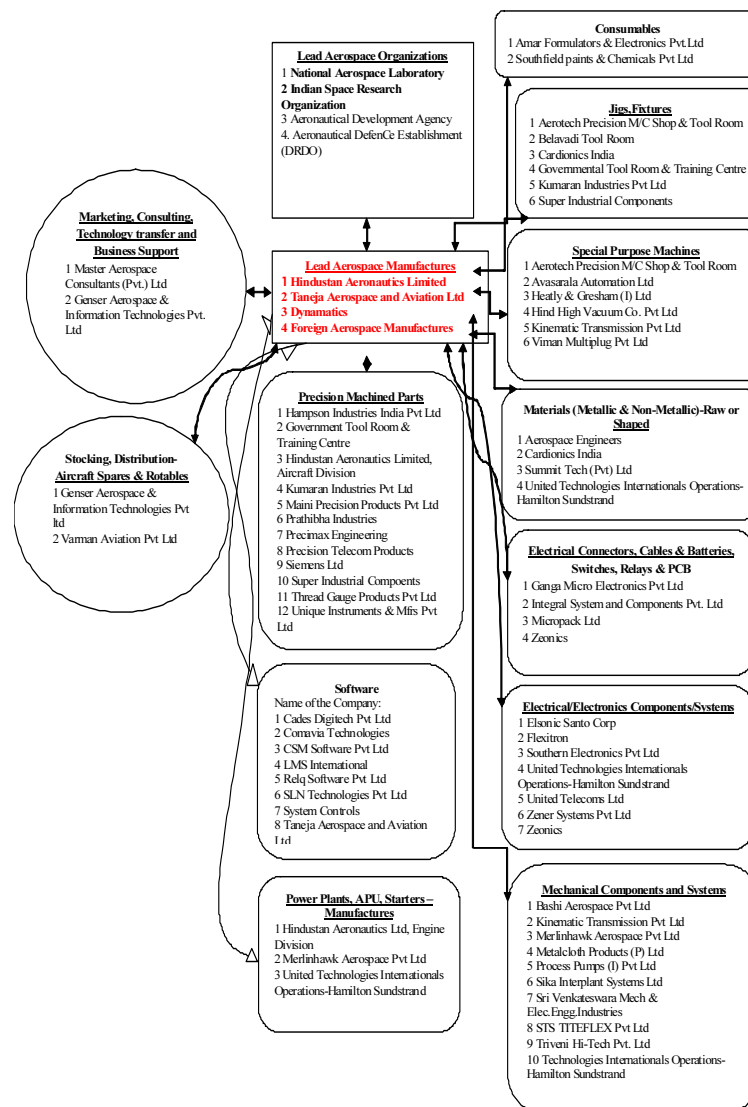 Lead Aerospace Organizations
1 National Aerospace Laboratory
2 Indian Space Research
Organization
3 Aeronautical Development Agency
4. Aeronautical DefenCe Establishment
(DRDO)
Consumables
1 Amar Formulators & Electronics Pvt.Ltd
2 Southfield paints & Chemicals Pvt Ltd
Jigs,Fixtures
1 Aerotech Precision M/C Shop & Tool Room
2 Belavadi Tool Room
3 Cardionics India
4 Governmental Tool Room & Training Centre
5 Kumaran Industries Pvt Ltd
6 Super Industrial Components
Marketing, Consulting,
Technology transfer and
Business Support
1 Master Aerospace
Consultants (Pvt.) Ltd
2 Genser Aerospace &
Information Technologies Pvt.
Ltd
Lead Aerospace Manufactures
1 Hindustan Aeronautics Limited
2 Taneja Aerospace and Aviation Ltd
3 Dynamatics
4 Foreign Aerospace Manufactures
Special Purpose Machines
1 Aerotech Precision M/C Shop & Tool Room
2 Avasarala Automation Ltd
3 Heatly & Gresham (I) Ltd
4 Hind High Vacuum Co. Pvt Ltd
5 Kinematic Transmission Pvt Ltd
6 Viman Multiplug Pvt Ltd
Precision Machined Parts
1 Hampson Industries India Pvt Ltd
2 Government Tool Room &
Training Centre
3 Hindustan Aeronautics Limited,
Aircraft Division
4 Kumaran Industries Pvt Ltd
5 Maini Precision Products Pvt Ltd
6 Prathibha Industries
7 Precimax Engineering
8 Precision Telecom Products
9 Siemens Ltd
10 Super Industrial Compoents
11 Thread Gauge Products Pvt Ltd
12 Unique Instruments & Mfrs Pvt
Ltd
Materials (Metallic & Non-Metallic)-Raw or
Shaped
1 Aerospace Engineers
2 Cardionics India
3 Summit Tech (Pvt) Ltd
4 United Technologies Internationals Operations-
Hamilton Sundstrand
Stocking, Distribution-
Aircraft Spares & Rotables
1 Genser Aerospace &
Information Technologies Pvt
ltd
2 Varman Aviation Pvt Ltd
Electrical Connectors, Cables & Batteries,
Switches, Relays & PCB
1 Ganga Micro Electronics Pvt Ltd
2 Integral System and Components Pvt. Ltd
3 Micropack Ltd
4 Zeonics
Software
Name of the Company:
1 Cades Digitech Pvt Ltd
2 Comavia Technologies
3 CSM Software Pvt Ltd
4 LMS International
5 Relq Software Pvt Ltd
6 SLN Technologies Pvt Ltd
7 System Controls
8 Taneja Aerospace and Aviation
Ltd
Electrical/Electronics Components/Systems
1 Elsonic Santo Corp
2 Flexitron
3 Southern Electronics Pvt Ltd
4 United Technologies Internationals
Operations-Hamilton Sundstrand
5 United Telecoms Ltd
6 Zener Systems Pvt Ltd
7 Zeonics
Power Plants, APU, Starters –
Manufactures
1 Hindustan Aeronautics Ltd, Engine
Division
2 Merlinhawk Aerospace Pvt Ltd
3 United Technologies Internationals
Operations-Hamilton Sundstrand
Mechanical Components and Systems
1 Bashi Aerospace Pvt Ltd
2 Kinematic Transmission Pvt Ltd
3 Merlinhawk Aerospace Pvt Ltd
4 Metalcloth Products (P) Ltd
5 Process Pumps (I) Pvt Ltd
6 Sika Interplant Systems Ltd
7 Sri Venkateswara Mech &
Elec.Engg.Industries
8 STS TITEFLEX Pvt Ltd
9 Triveni Hi-Tech Pvt. Ltd
10 Technologies Internationals Operations-
Hamilton Sundstrand